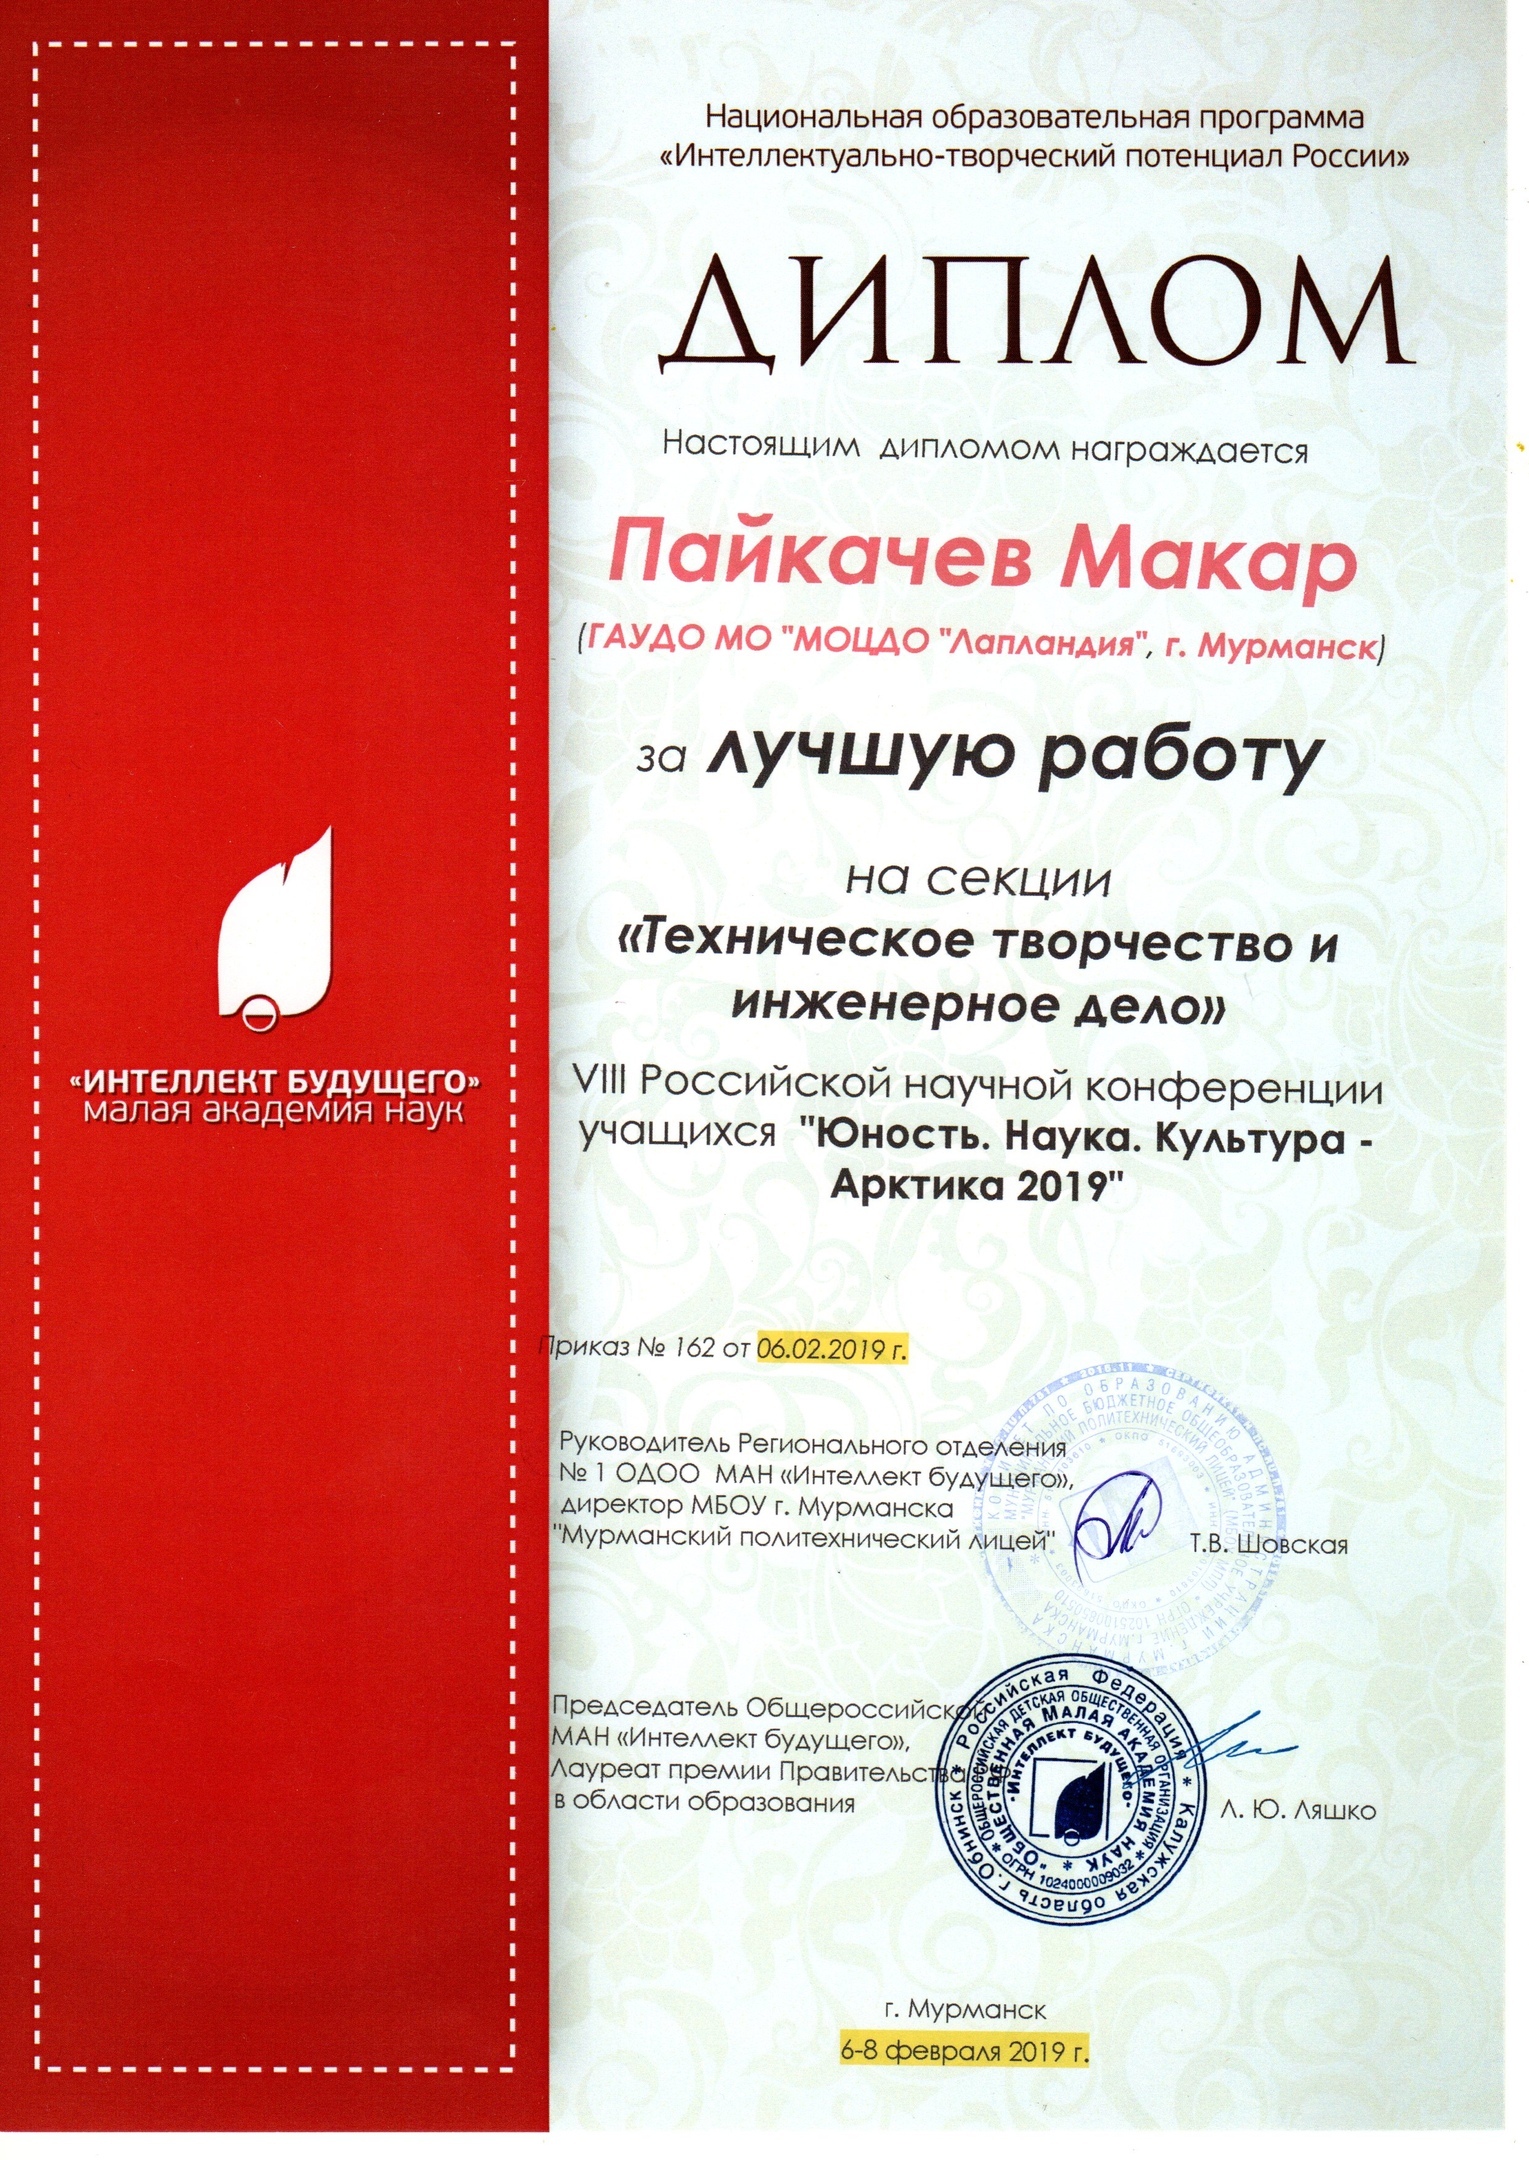 Национальная образовательная программа
«Интеллектуально-творческий потенциал России»
ДИПЛОМ
Настоящим дипломом награждается
Пайкачев Макар
(ГАУДО МО "МОЦДО "Лапландия", г. Мурманск)
за лучшую работу
на секции
«Техническое творчество и
инженерное дело»
«ИНТЕЛЛЕКТ БУДУЩЕГО»
малая академия наук
VIII Российской научной конференции
учащихся "Юность. Наука. Культура -
Арктика 2019"
Приказ № 162 от 06.02.2019 г.
Руководитель Регионального отделения
№ 1 ОДОО МАН «Интеллект будущего»,
директор МБОУ г. Мурманска
"Мурманский политехнический лицей"
Т.В. Шовская
Председатель Общероссийской
МАН «Интеллект будущего»,
Лауреат премии Правительства
в области образования
Л. Ю. Ляшко
Российская Федерация * Калужская область г. Обнинск *
ОБЩЕРОССИЙСКАЯ ДЕТСКАЯ ОБЩЕСТВЕННАЯ ОРГАНИЗАЦИЯ
"ОБЩЕСТВЕННАЯ МАЛАЯ АКАДЕМИЯ НАУК
"ИНТЕЛЛЕКТ БУДУЩЕГО"
ОГРН 1024000009032
г. Мурманск
6-8 февраля 2019 г.